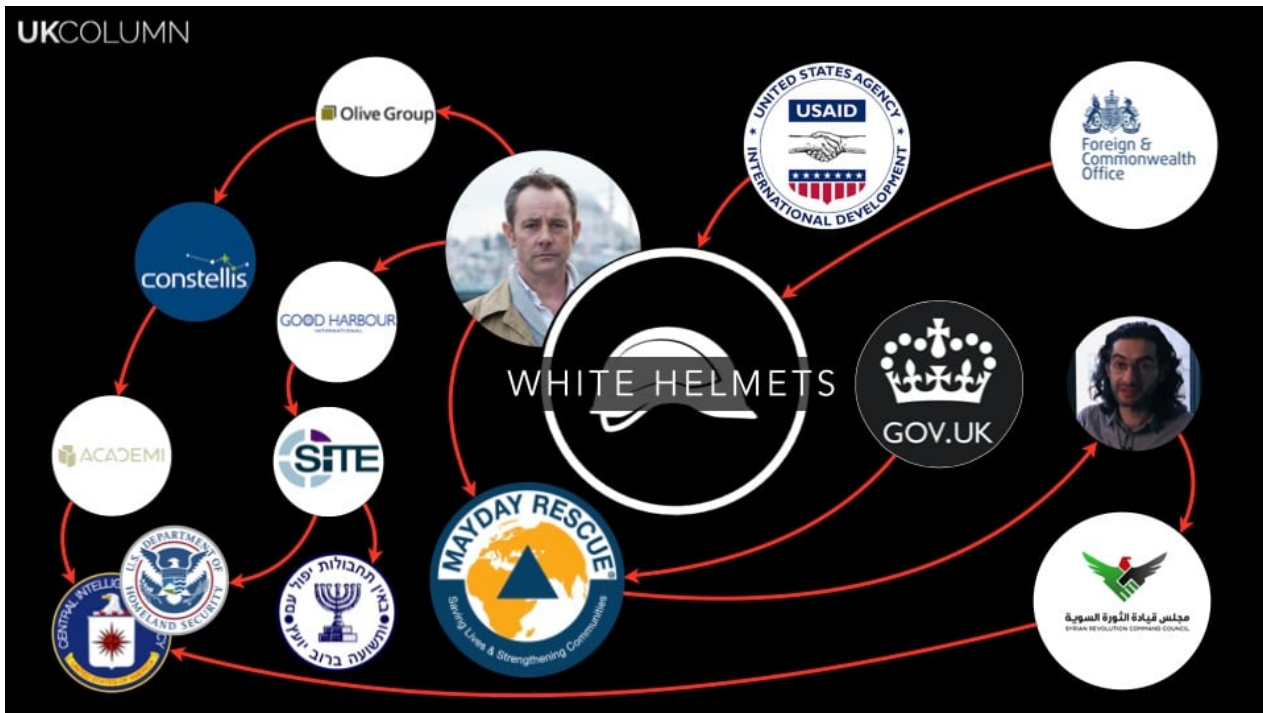 UKCOLUMN
Olive Group
UNITED STATES AGENCY
USAID
INTERNATIONAL DEVELOPMENT
Foreign &
Commonwealth
Office
constellis
GOOD HARBOUR
INTERNATIONAL
WHITE HELMETS
GOV.UK
ACADEMI
SITE
MAYDAY RESCUE®
Saving Lives & Strengthening Communities
U.S. DEPARTMENT OF
HOMELAND SECURITY
CENTRAL
באין תחבולות יפול עם
ותשועה ברוב יועץ
مجلس قيادة الثورة السورية
SYRIAN REVOLUTION COMMAND COUNCIL